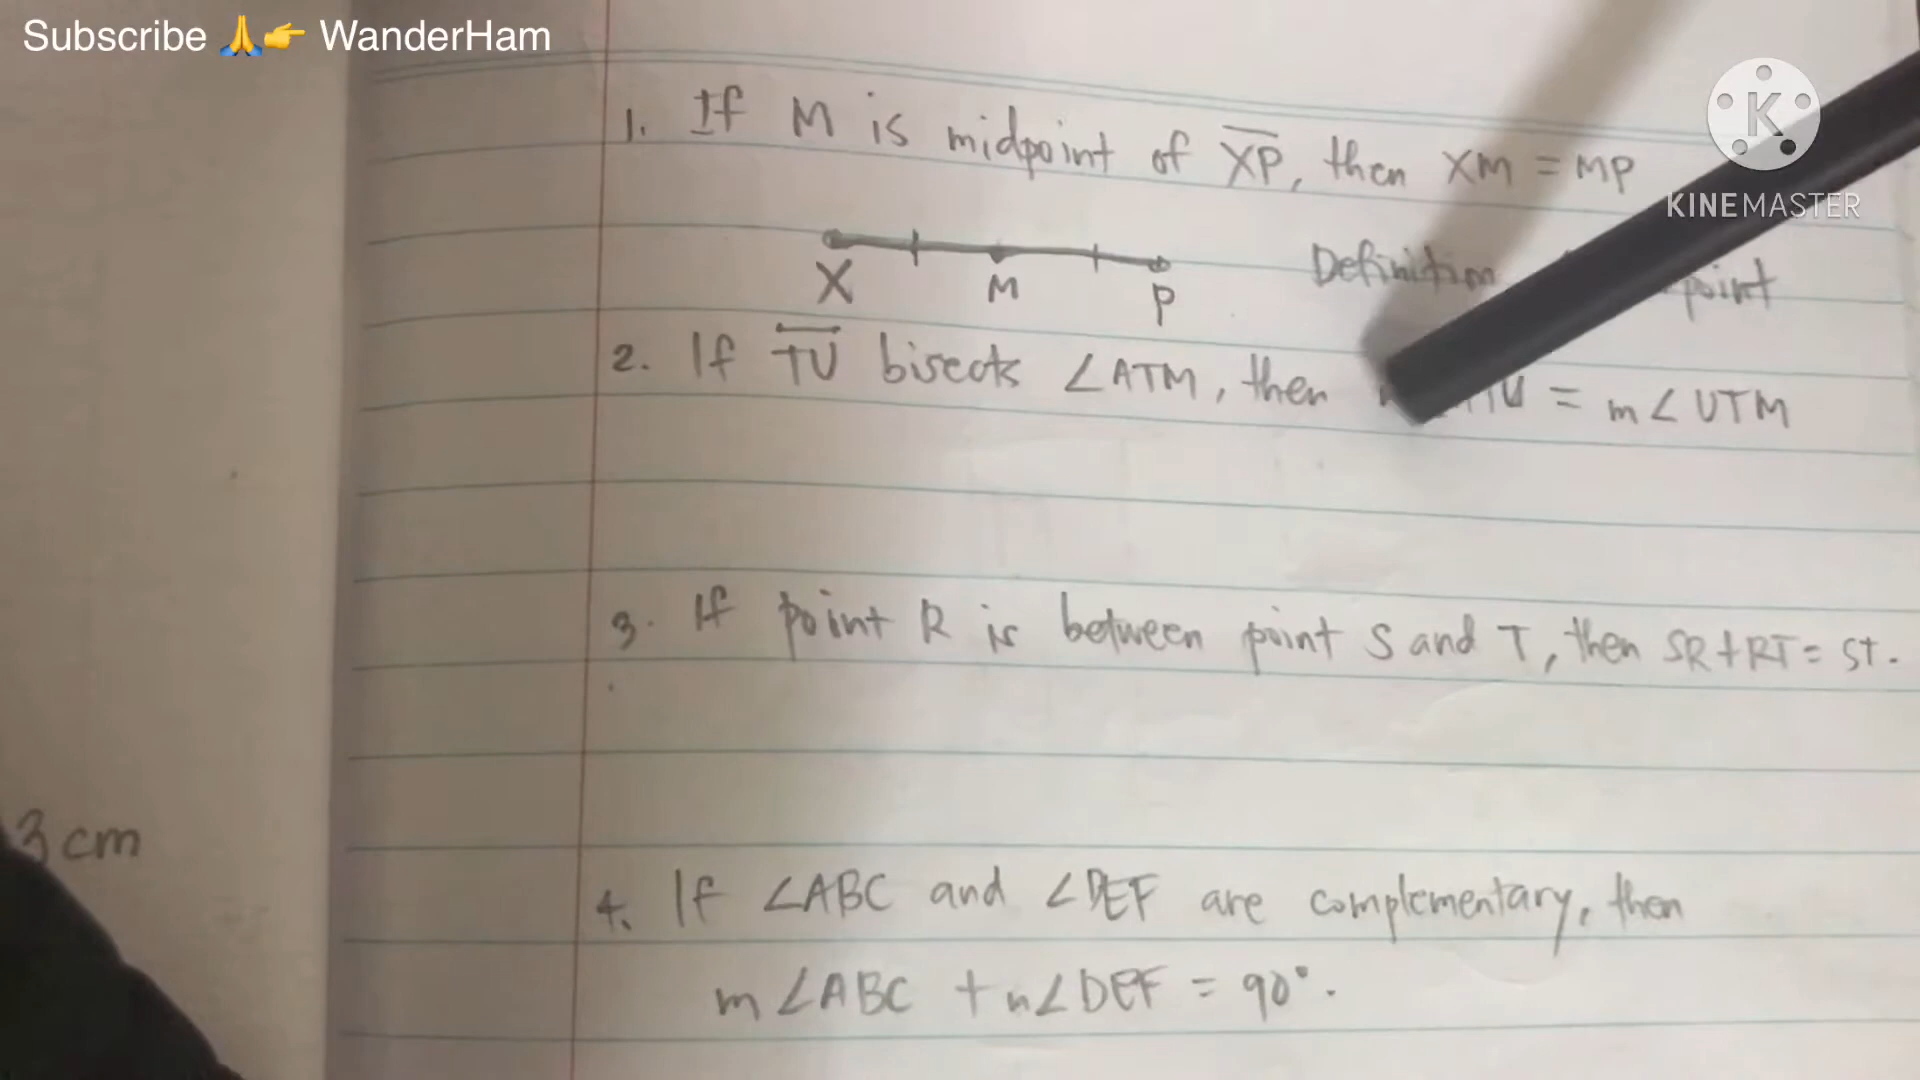 Subscribe 🙏👉 WanderHam
KINEMASTER
1. If M is midpoint of XP, then XM = MP
X M P
Definition point
2. If TU bisects ∠ATM, then = m∠UTM
3. If point R is between point S and T, then SR+RT = ST.
3 cm
4. If ∠ABC and ∠DEF are complementary, then
m∠ABC + m∠DEF = 90°.